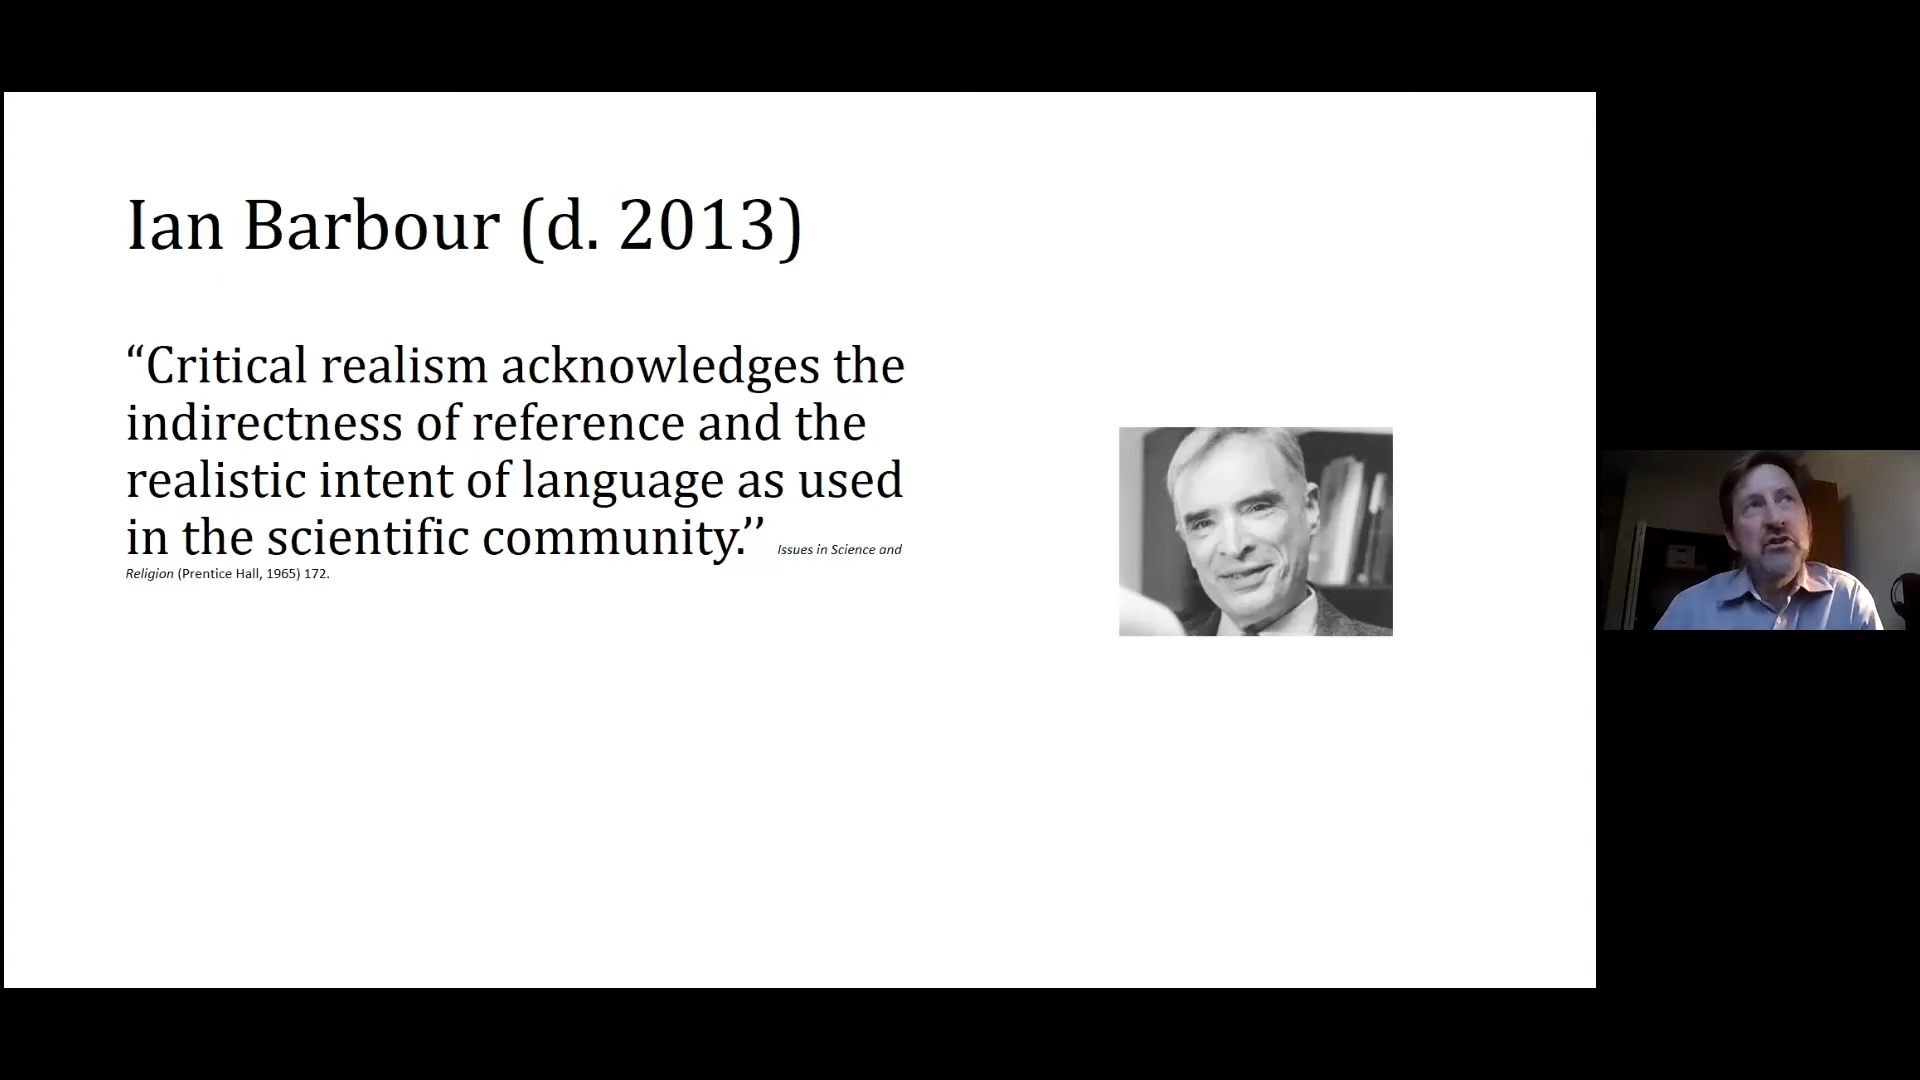 Ian Barbour (d. 2013)
“Critical realism acknowledges the
indirectness of reference and the
realistic intent of language as used
in the scientific community.’’ Issues in Science and
Religion (Prentice Hall, 1965) 172.